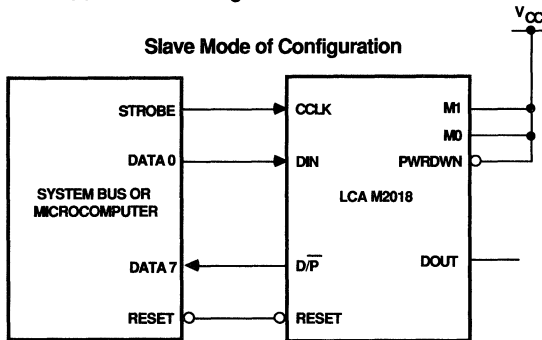 Slave Mode of Configuration
VCC
STROBE
DATA 0
SYSTEM BUS OR
MICROCOMPUTER
DATA 7
RESET
CCLK
DIN
D/P̅
RESET
LCA M2018
M1
M0
PWRDWN
DOUT